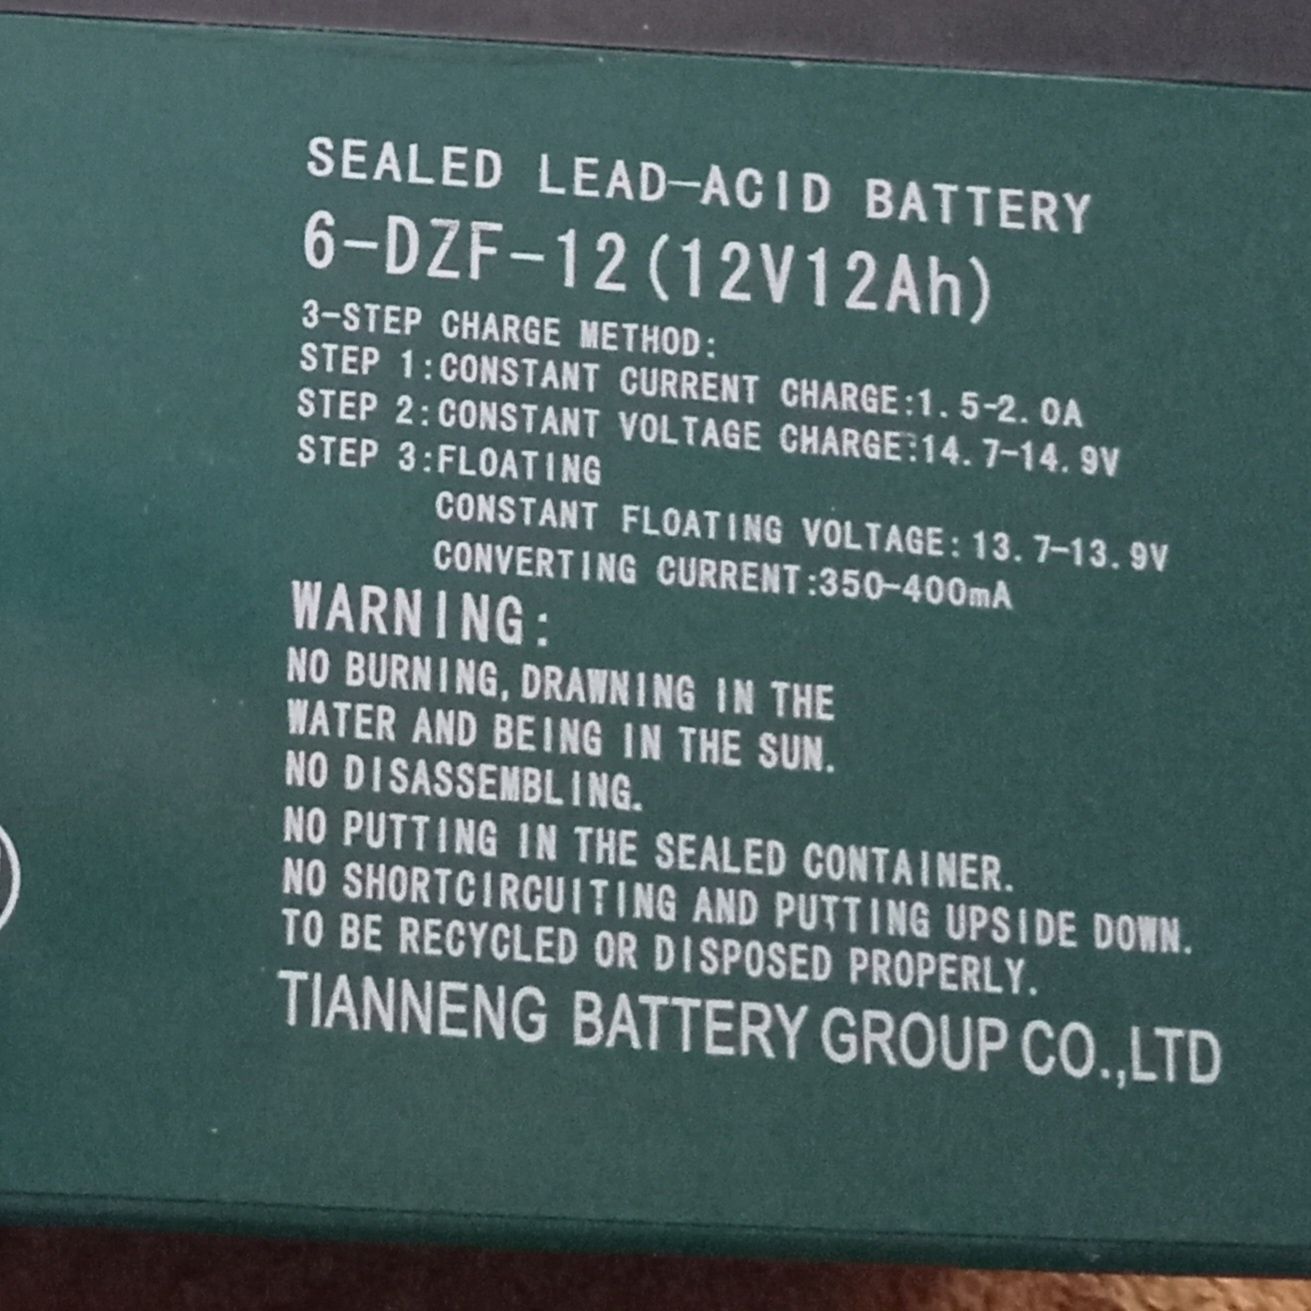 SEALED LEAD-ACID BATTERY
6-DZF-12(12V12Ah)
3-STEP CHARGE METHOD:
STEP 1:CONSTANT CURRENT CHARGE:1.5-2.0A
STEP 2:CONSTANT VOLTAGE CHARGE:14.7-14.9V
STEP 3:FLOATING
CONSTANT FLOATING VOLTAGE:13.7-13.9V
CONVERTING CURRENT:350-400mA
WARNING:
NO BURNING,DRAWNING IN THE
WATER AND BEING IN THE SUN.
NO DISASSEMBLING.
NO PUTTING IN THE SEALED CONTAINER.
NO SHORTCIRCUITING AND PUTTING UPSIDE DOWN.
TO BE RECYCLED OR DISPOSED PROPERLY.
TIANNENG BATTERY GROUP CO.,LTD